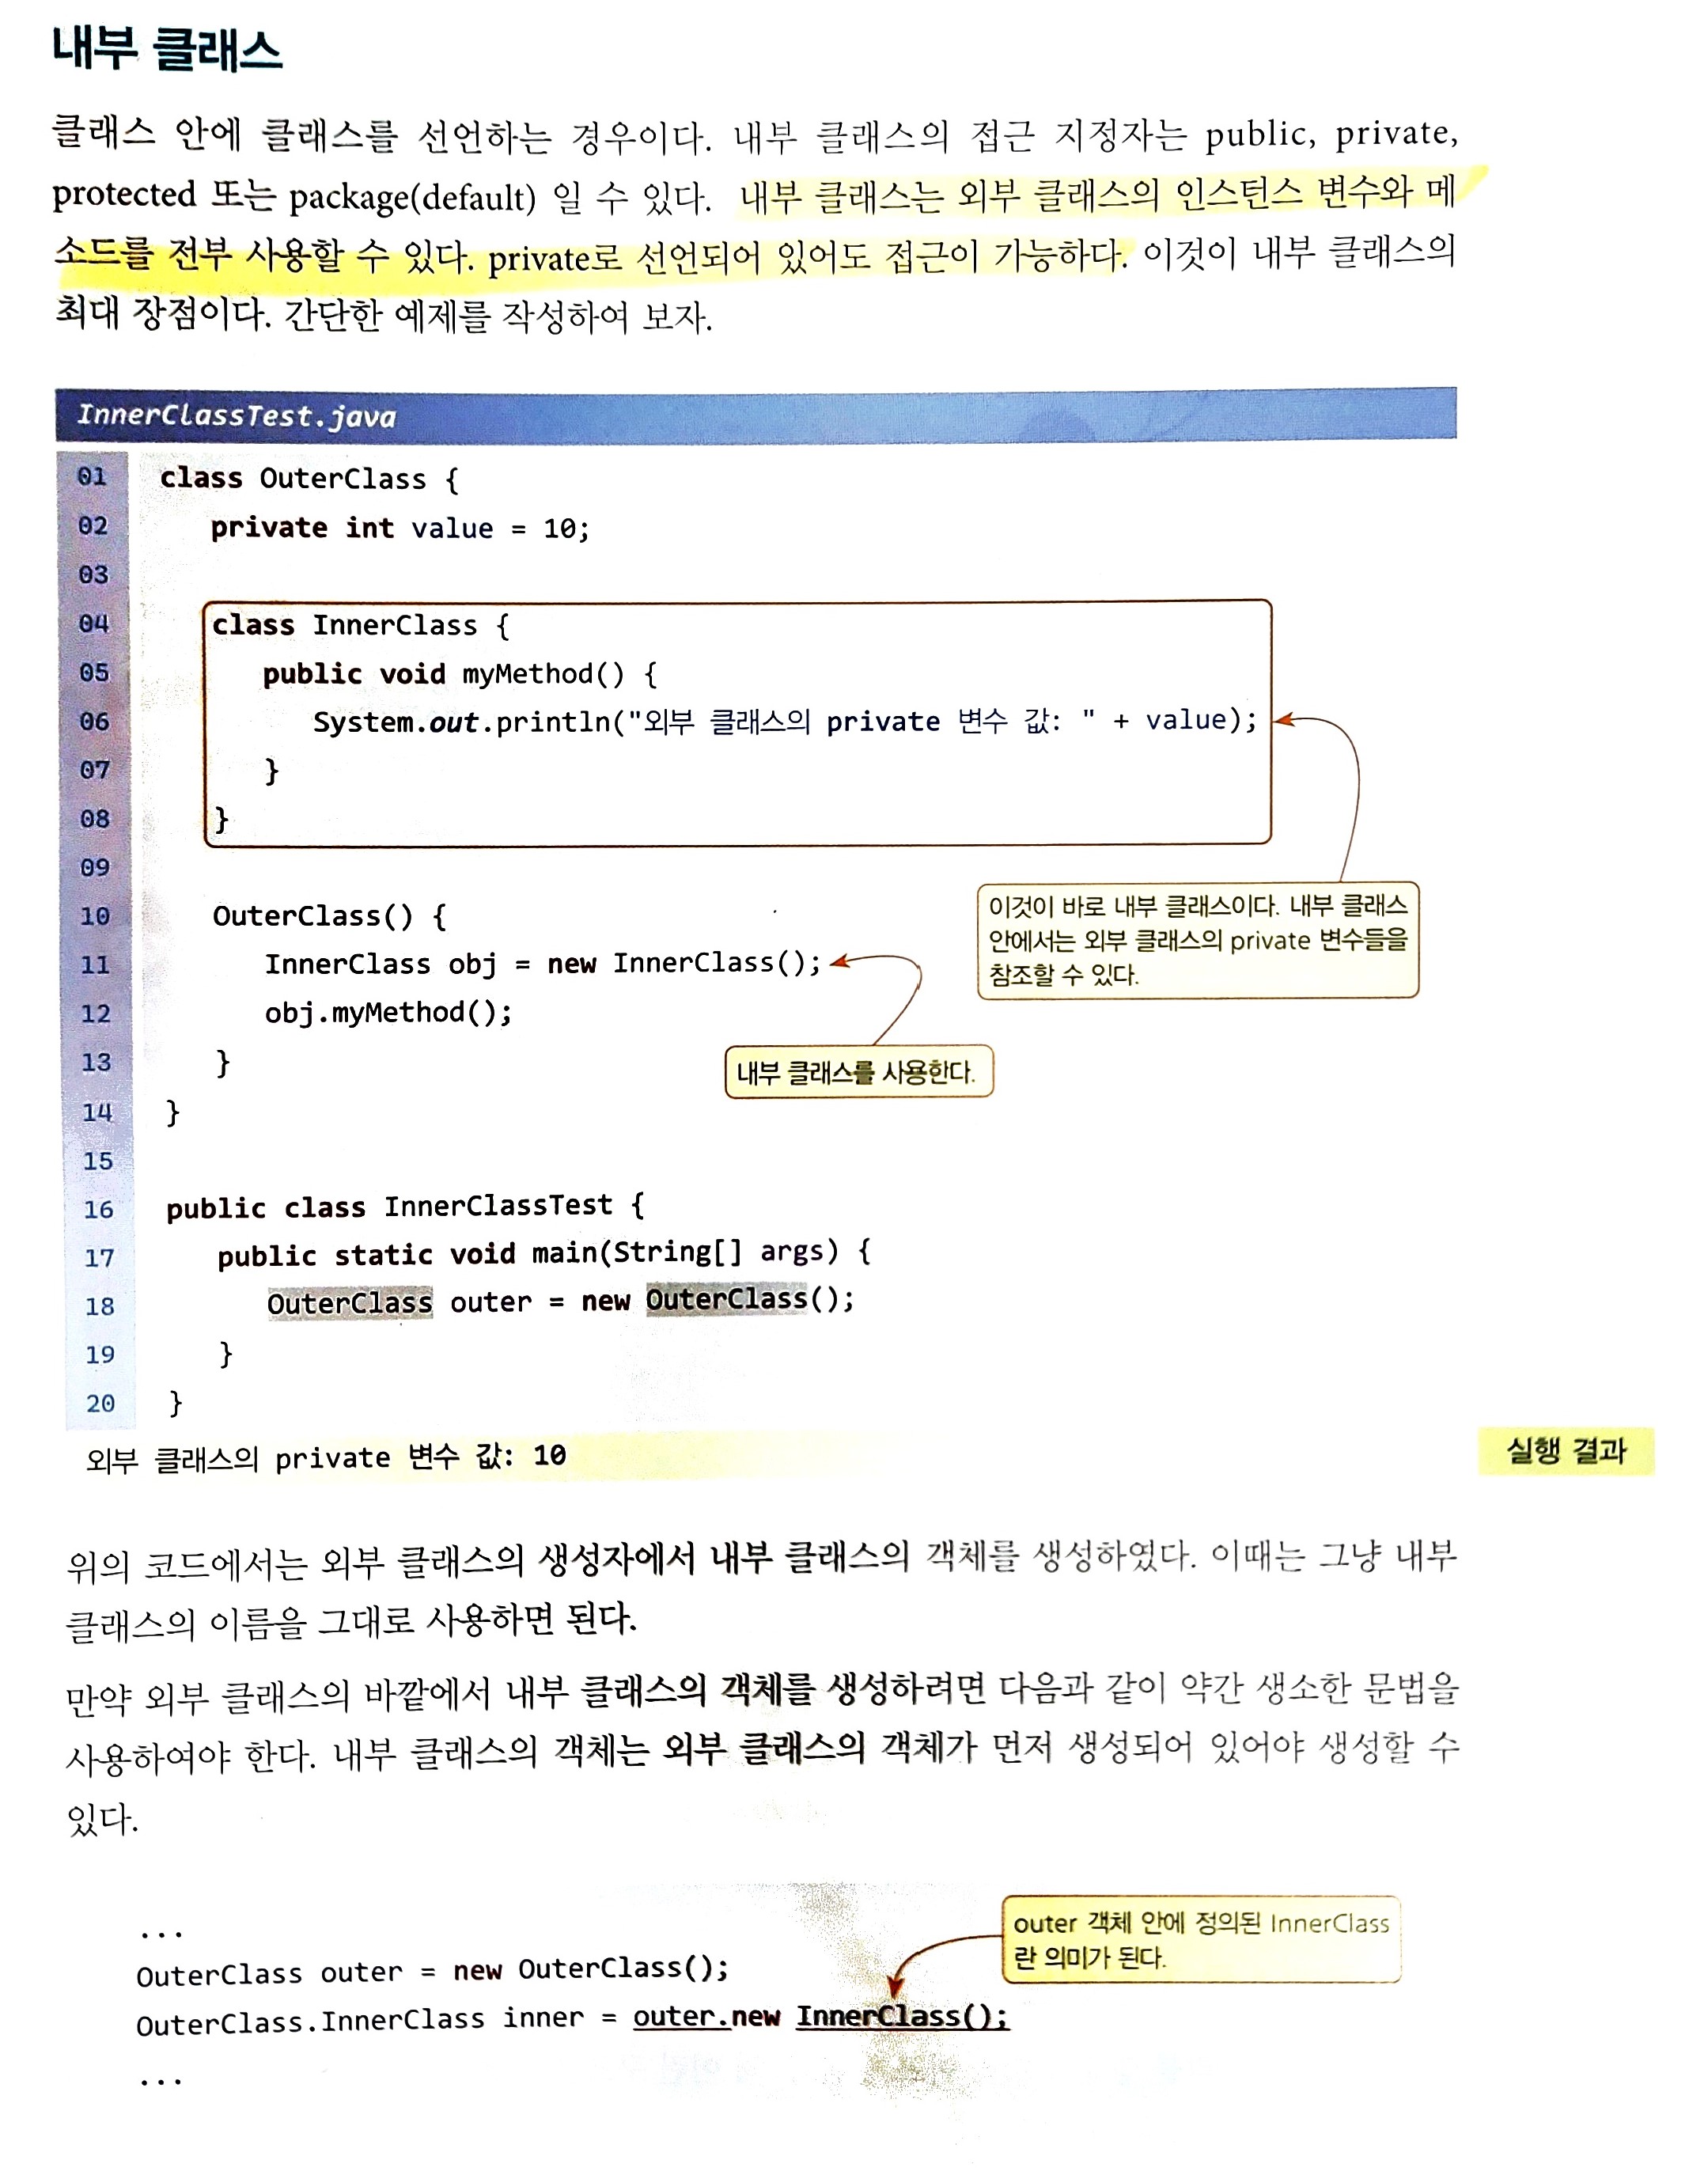 내부 클래스
클래스 안에 클래스를 선언하는 경우이다. 내부 클래스의 접근 지정자는 public, private,
protected 또는 package(default) 일 수 있다. 내부 클래스는 외부 클래스의 인스턴스 변수와 메
소드를 전부 사용할 수 있다. private로 선언되어 있어도 접근이 가능하다. 이것이 내부 클래스의
최대 장점이다. 간단한 예제를 작성하여 보자.
InnerClassTest.java
01 class OuterClass {
02 private int value = 10;
03
04 class InnerClass {
05 public void myMethod() {
06 System.out.println("외부 클래스의 private 변수 값: " + value);
07 }
08 }
09
10 OuterClass() {
11 InnerClass obj = new InnerClass();
12 obj.myMethod();
13 }
14 }
15
16 public class InnerClassTest {
17 public static void main(String[] args) {
18 OuterClass outer = new OuterClass();
19 }
20 }
이것이 바로 내부 클래스이다. 내부 클래스
안에서는 외부 클래스의 private 변수들을
참조할 수 있다.
내부 클래스를 사용한다.
외부 클래스의 private 변수 값: 10
실행 결과
위의 코드에서는 외부 클래스의 생성자에서 내부 클래스의 객체를 생성하였다. 이때는 그냥 내부
클래스의 이름을 그대로 사용하면 된다.
만약 외부 클래스의 바깥에서 내부 클래스의 객체를 생성하려면 다음과 같이 약간 생소한 문법을
사용하여야 한다. 내부 클래스의 객체는 외부 클래스의 객체가 먼저 생성되어 있어야 생성할 수
있다.
...
OuterClass outer = new OuterClass();
OuterClass.InnerClass inner = outer.new InnerClass();
...
outer 객체 안에 정의된 InnerClass
란 의미가 된다.